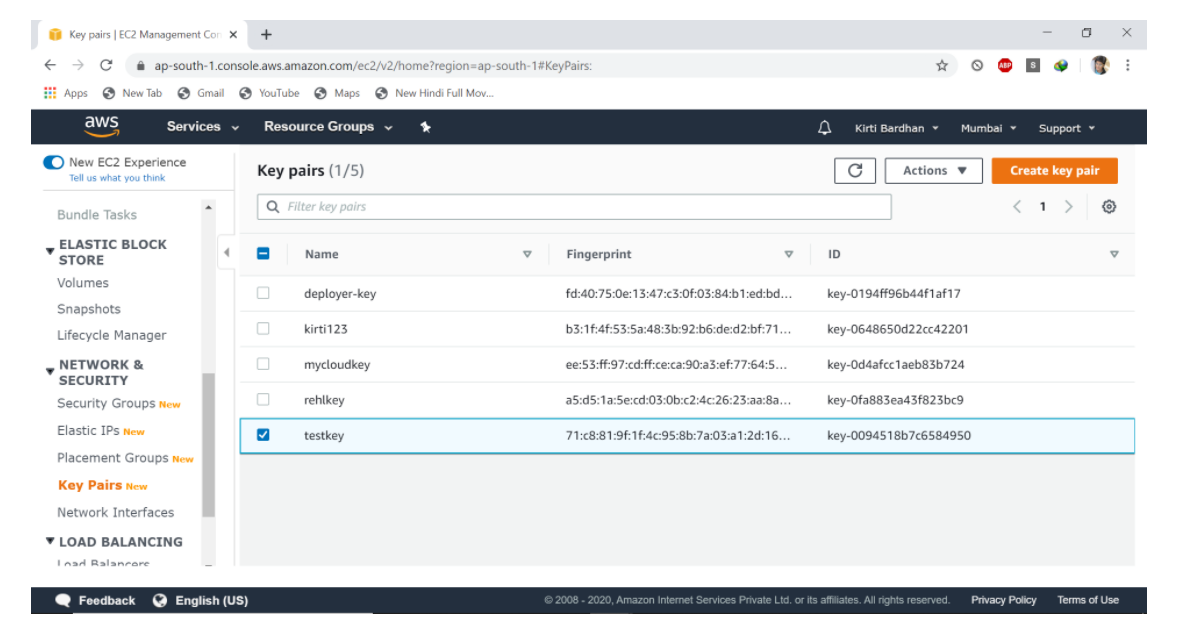 Key pairs | EC2 Management Con
ap-south-1.console.aws.amazon.com/ec2/v2/home?region=ap-south-1#KeyPairs:
ABP
S
Apps New Tab Gmail YouTube Maps New Hindi Full Mov...
aws Services Resource Groups Kirti Bardhan Mumbai Support
New EC2 Experience
Tell us what you think
Bundle Tasks
ELASTIC BLOCK
STORE
Volumes
Snapshots
Lifecycle Manager
NETWORK &
SECURITY
Security Groups New
Elastic IPs New
Placement Groups New
Key Pairs New
Network Interfaces
LOAD BALANCING
Load Balancers
Key pairs (1/5)
Actions
Create key pair
Filter key pairs
1
Name Fingerprint ID
deployer-key fd:40:75:0e:13:47:c3:0f:03:84:b1:ed:bd... key-0194ff96b44f1af17
kirti123 b3:1f:4f:53:5a:48:3b:92:b6:de:d2:bf:71... key-0648650d22cc42201
mycloudkey ee:53:ff:97:cd:ff:ce:ca:90:a3:ef:77:64:5... key-0d4afcc1aeb83b724
rehlkey a5:d5:1a:5e:cd:03:0b:c2:4c:26:23:aa:8a... key-0fa883ea43f823bc9
testkey 71:c8:81:9f:1f:4c:95:8b:7a:03:a1:2d:16... key-0094518b7c6584950
Feedback English (US) © 2008 - 2020, Amazon Internet Services Private Ltd. or its affiliates. All rights reserved. Privacy Policy Terms of Use